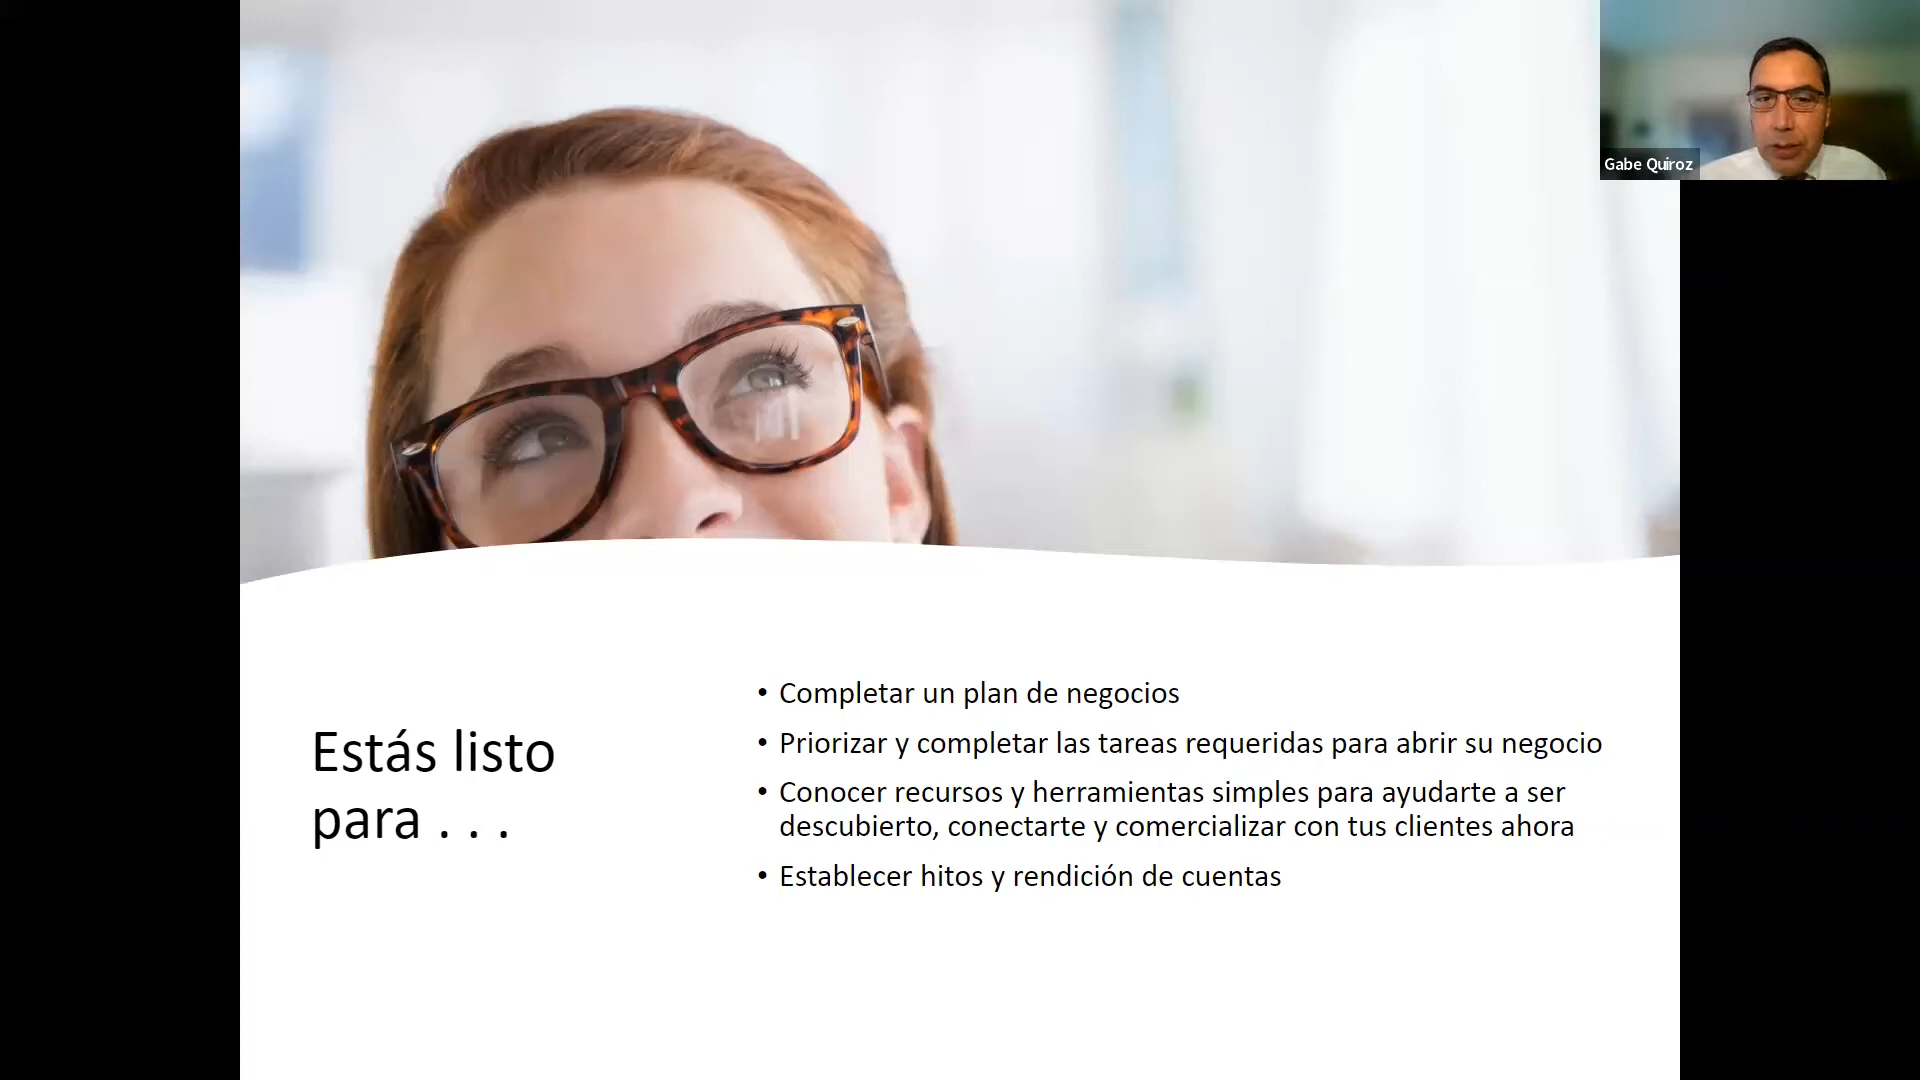 Gabe Quiroz
Estás listo
para . . .
• Completar un plan de negocios
• Priorizar y completar las tareas requeridas para abrir su negocio
• Conocer recursos y herramientas simples para ayudarte a ser
descubierto, conectarte y comercializar con tus clientes ahora
• Establecer hitos y rendición de cuentas